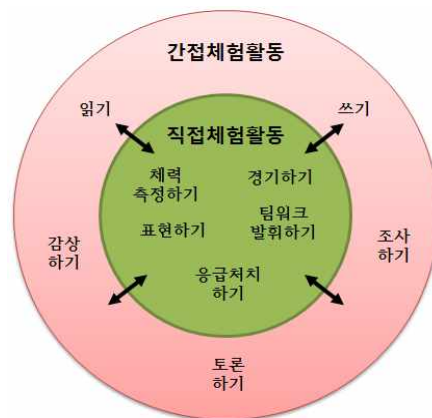 간접체험활동
읽기
쓰기
직접체험활동
체력
측정하기
경기하기
표현하기
팀워크
발휘하기
감상
하기
조사
하기
응급처치
하기
토론
하기